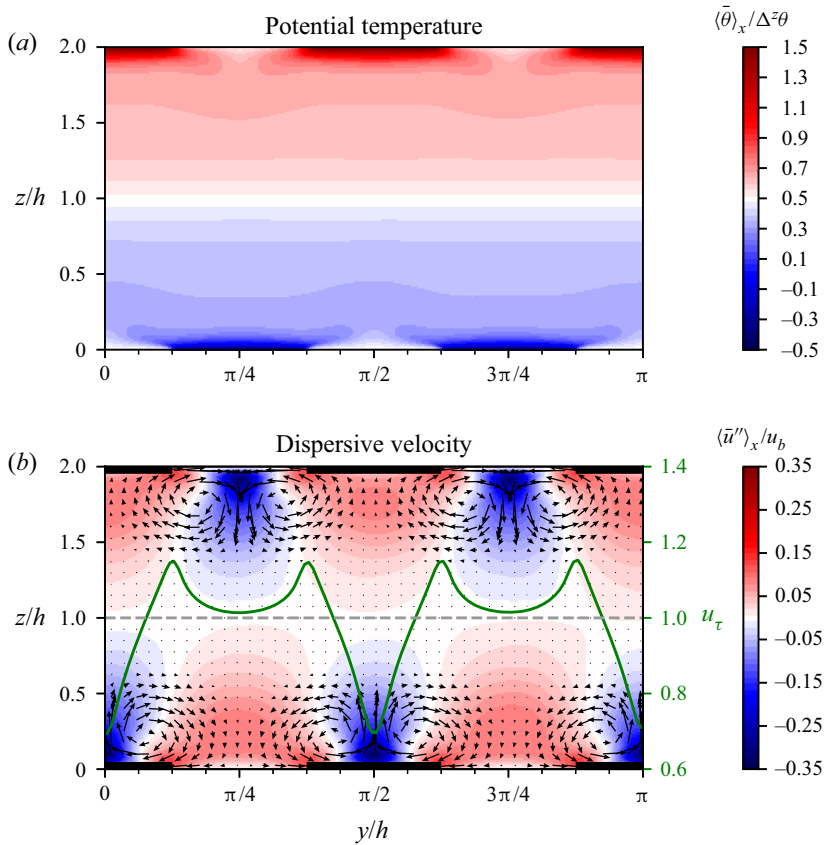 (a)
Potential temperature
⟨θ̄⟩ₓ/Δᶻθ
2.0
1.5
z/h 1.0
0.5
0
0 π/4 π/2 3π/4 π
1.5
1.3
1.1
0.9
0.7
0.5
0.3
0.1
–0.1
–0.3
–0.5
(b)
Dispersive velocity
⟨ū″⟩ₓ/u_b
2.0
1.5
z/h 1.0
0.5
0
1.4
1.2
1.0 u_τ
0.8
0.6
0 π/4 π/2 3π/4 π
y/h
0.35
0.25
0.15
0.05
–0.05
–0.15
–0.25
–0.35